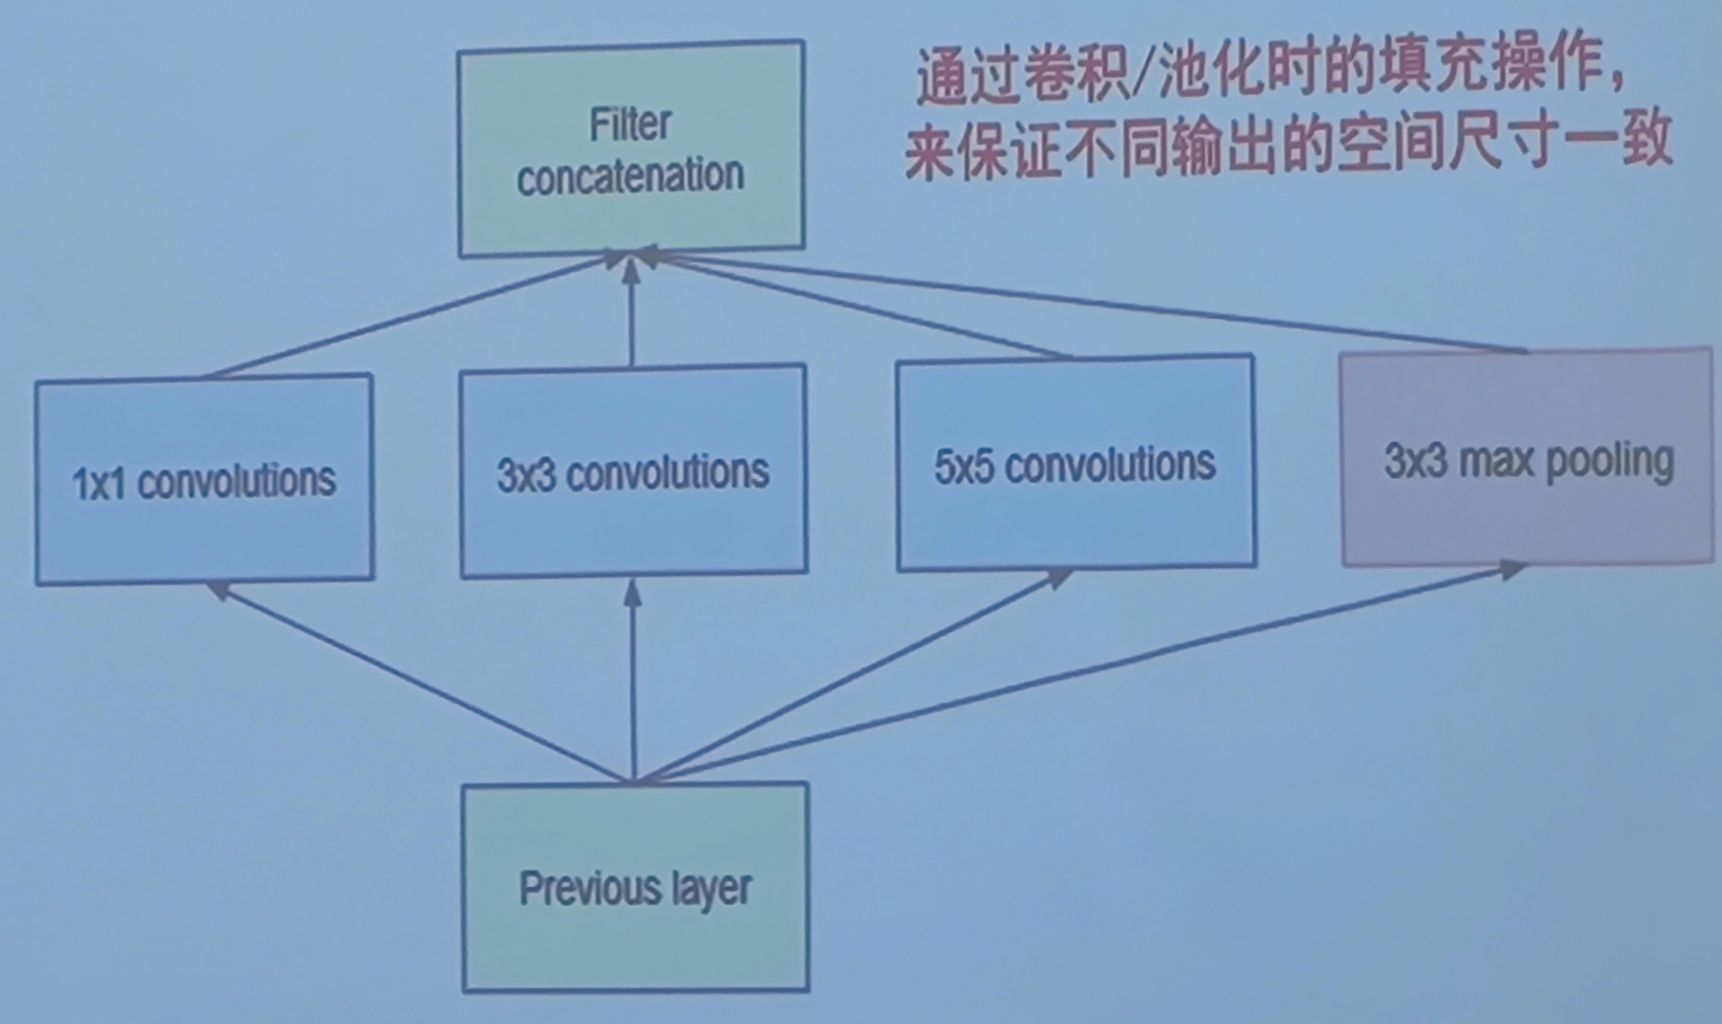 Filter
concatenation
通过卷积/池化时的填充操作，
来保证不同输出的空间尺寸一致
1x1 convolutions
3x3 convolutions
5x5 convolutions
3x3 max pooling
Previous layer